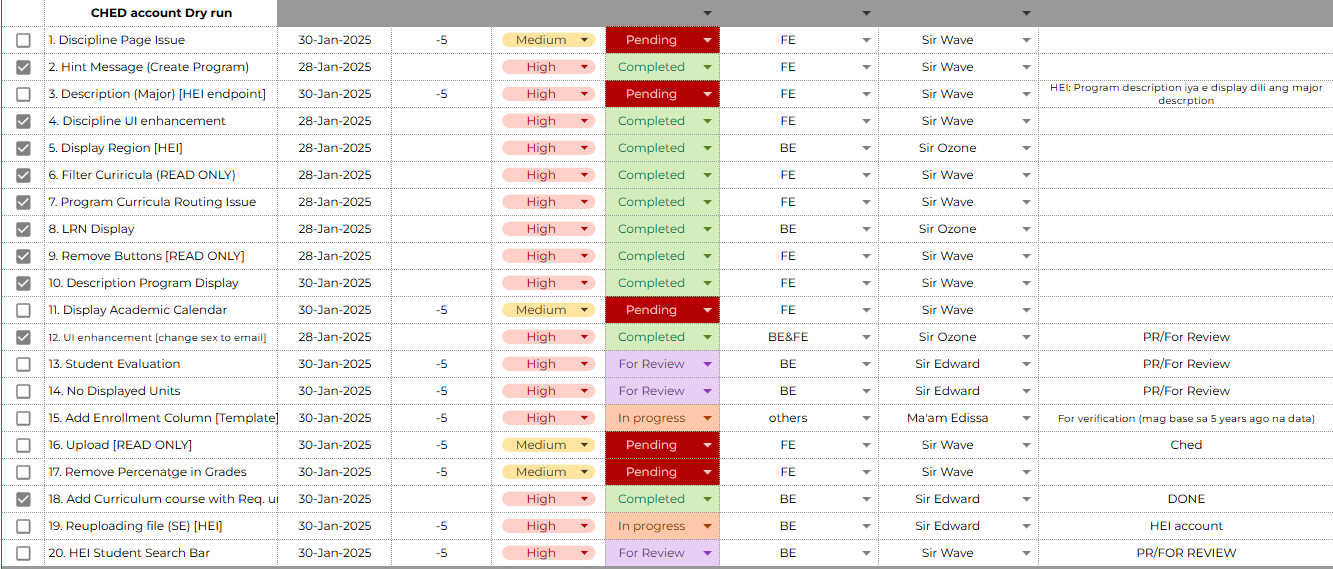 CHED account Dry run
1. Discipline Page Issue 30-Jan-2025 -5 Medium Pending FE Sir Wave
2. Hint Message (Create Program) 28-Jan-2025 High Completed FE Sir Wave
3. Description (Major) [HEI endpoint] 30-Jan-2025 -5 High Pending FE Sir Wave HEI: Program description iya e display dili ang major
descrption
4. Discipline UI enhancement 28-Jan-2025 High Completed FE Sir Wave
5. Display Region [HEI] 28-Jan-2025 High Completed BE Sir Ozone
6. Filter Curiricula (READ ONLY) 28-Jan-2025 High Completed FE Sir Wave
7. Program Curricula Routing Issue 28-Jan-2025 High Completed FE Sir Wave
8. LRN Display 28-Jan-2025 High Completed BE Sir Ozone
9. Remove Buttons [READ ONLY] 28-Jan-2025 High Completed FE Sir Wave
10. Description Program Display 28-Jan-2025 High Completed FE Sir Wave
11. Display Academic Calendar 30-Jan-2025 -5 Medium Pending FE Sir Wave
12. UI enhancement [change sex to email] 28-Jan-2025 High Completed BE&FE Sir Ozone PR/For Review
13. Student Evaluation 30-Jan-2025 -5 High For Review BE Sir Edward PR/For Review
14. No Displayed Units 30-Jan-2025 -5 High For Review BE Sir Edward PR/For Review
15. Add Enrollment Column [Template] 30-Jan-2025 -5 High In progress others Ma'am Edissa For verification (mag base sa 5 years ago na data)
16. Upload [READ ONLY] 30-Jan-2025 -5 Medium Pending FE Sir Wave Ched
17. Remove Percenatge in Grades 30-Jan-2025 -5 Medium Pending FE Sir Wave
18. Add Curriculum course with Req. 30-Jan-2025 High Completed BE Sir Edward DONE
19. Reuploading file (SE) [HEI] 30-Jan-2025 -5 High In progress BE Sir Edward HEI account
20. HEI Student Search Bar 30-Jan-2025 -5 High For Review BE Sir Wave PR/FOR REVIEW